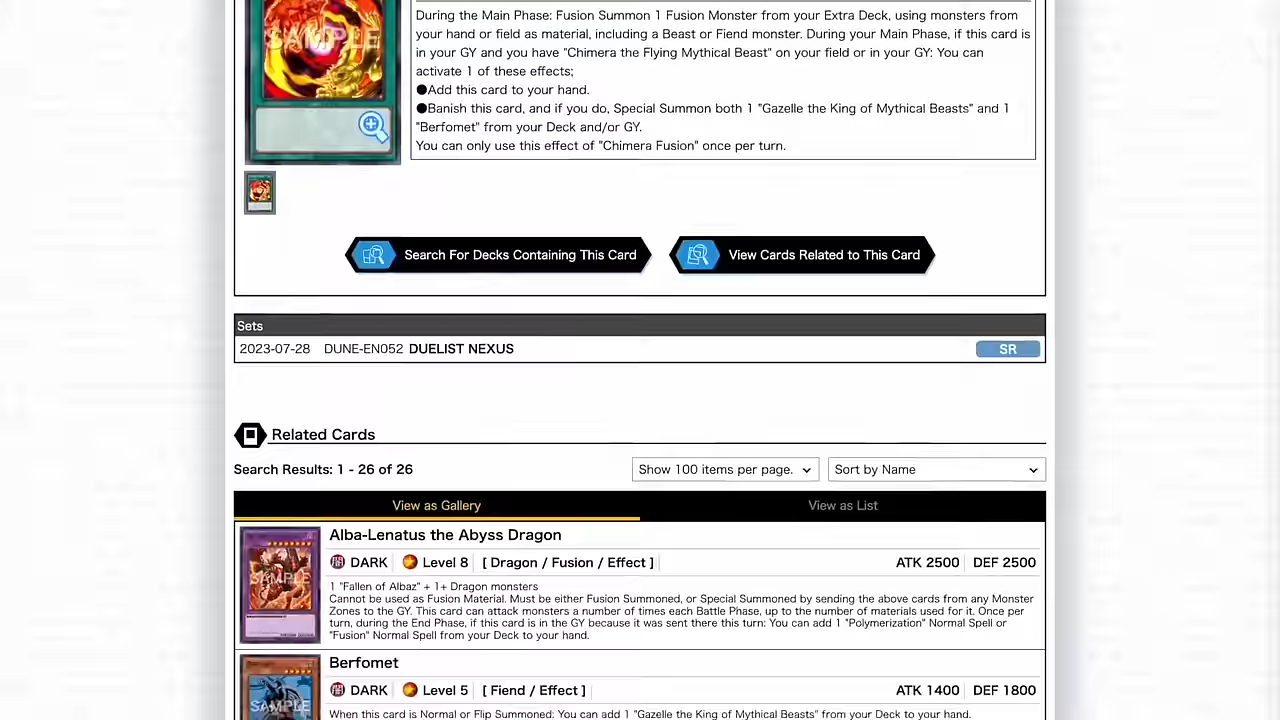 During the Main Phase: Fusion Summon 1 Fusion Monster from your Extra Deck, using monsters from
your hand or field as material, including a Beast or Fiend monster. During your Main Phase, if this card is
in your GY and you have "Chimera the Flying Mythical Beast" on your field or in your GY: You can
activate 1 of these effects;
●Add this card to your hand.
●Banish this card, and if you do, Special Summon both 1 "Gazelle the King of Mythical Beasts" and 1
"Berfomet" from your Deck and/or GY.
You can only use this effect of "Chimera Fusion" once per turn.
SAMPLE
Search For Decks Containing This Card
View Cards Related to This Card
Sets
2023-07-28 DUNE-EN052 DUELIST NEXUS SR
Related Cards
Search Results: 1 - 26 of 26
Show 100 items per page.
Sort by Name
View as Gallery
View as List
Alba-Lenatus the Abyss Dragon
SAMPLE
DARK Level 8 [ Dragon / Fusion / Effect ] ATK 2500 DEF 2500
1 "Fallen of Albaz" + 1+ Dragon monsters
Cannot be used as Fusion Material. Must be either Fusion Summoned, or Special Summoned by sending the above cards from any Monster
Zones to the GY. This card can attack monsters a number of times each Battle Phase, up to the number of materials used for it. Once per
turn, during the End Phase, if this card is in the GY because it was sent there this turn: You can add 1 "Polymerization" Normal Spell or
"Fusion" Normal Spell from your Deck to your hand.
Berfomet
SAMPLE
DARK Level 5 [ Fiend / Effect ] ATK 1400 DEF 1800
When this card is Normal or Flip Summoned: You can add 1 "Gazelle the King of Mythical Beasts" from your Deck to your hand.